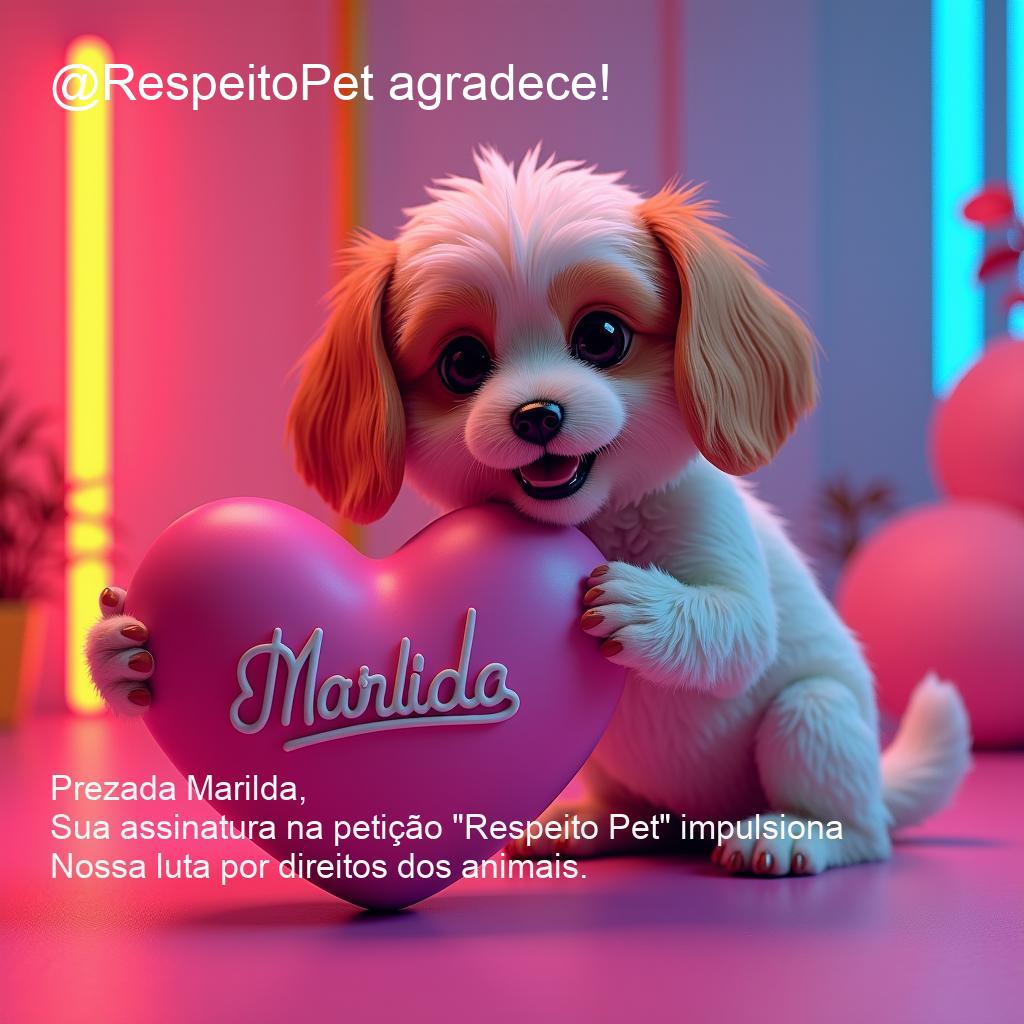 @RespeitoPet agradece!
Marlida
Prezada Marilda,
Sua assinatura na petição "Respeito Pet" impulsiona
Nossa luta por direitos dos animais.